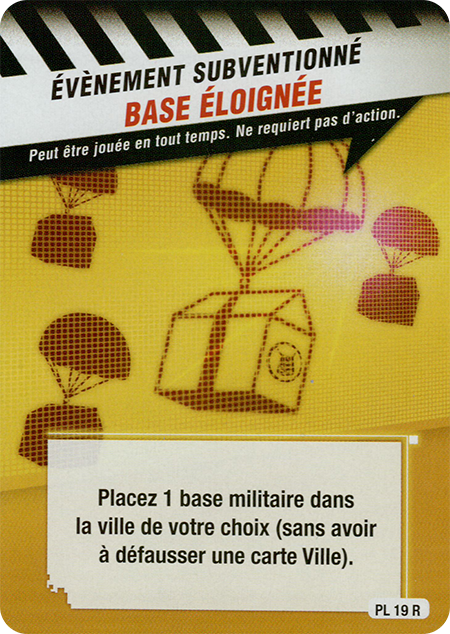 ÉVÈNEMENT SUBVENTIONNÉ
BASE ÉLOIGNÉE
Peut être jouée en tout temps. Ne requiert pas d'action.
Placez 1 base militaire dans
la ville de votre choix (sans avoir
à défausser une carte Ville).
PL 19 R